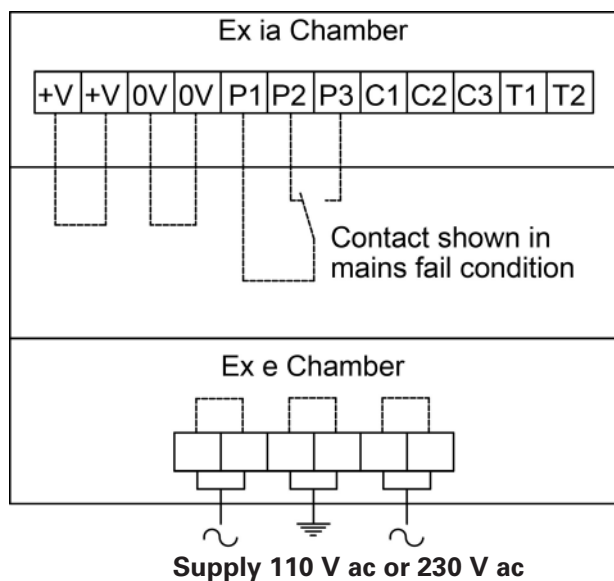 Ex ia Chamber
+V +V 0V 0V P1 P2 P3 C1 C2 C3 T1 T2
Contact shown in
mains fail condition
Ex e Chamber
Supply 110 V ac or 230 V ac